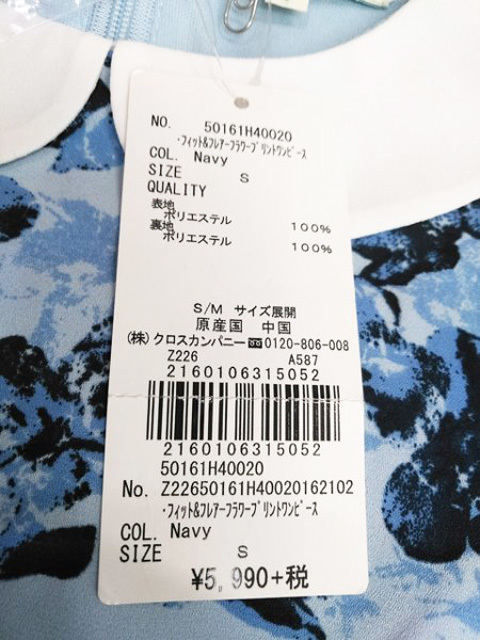 NO. 50161H40020
・フィット&フレアーフラワープリントワンピース
COL. Navy
SIZE S
QUALITY
表地
ポリエステル 100%
裏地
ポリエステル 100%
S/M サイズ展開
原産国 中国
(株)クロスカンパニー 0120-806-008
Z226 A587
2160106315052
2160106315052
50161H40020
No. Z22650161H40020162102
・フィット&フレアーフラワープリントワンピース
COL. Navy
SIZE S
¥5,990+税